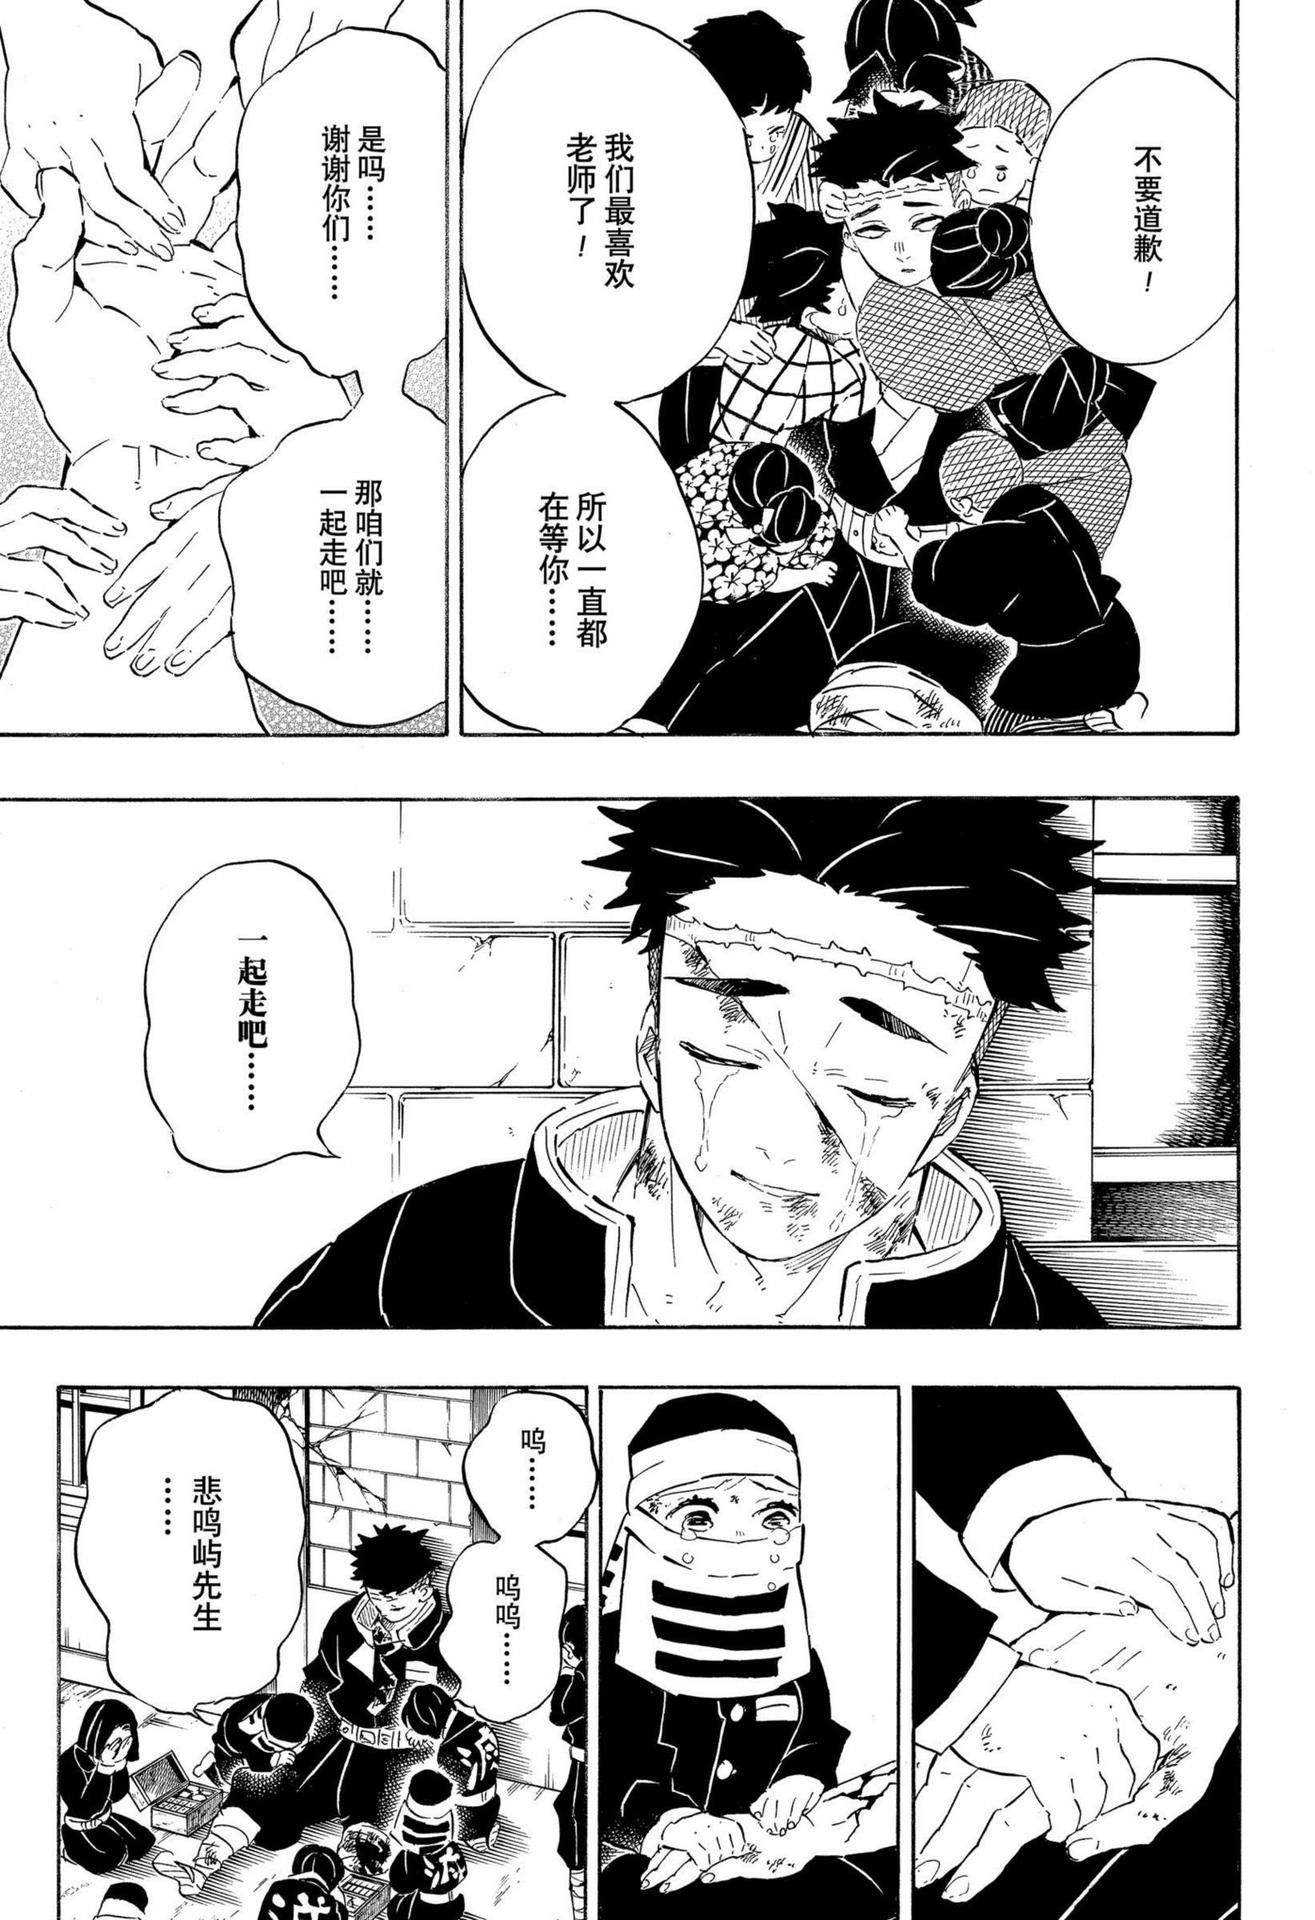 不要道歉！
我们最喜欢
老师了！
所以一直都
在等你……
是吗……
谢谢你们……
那咱们就……
一起走吧……
一起走吧……
呜……
呜呜……
悲鸣屿先生
……